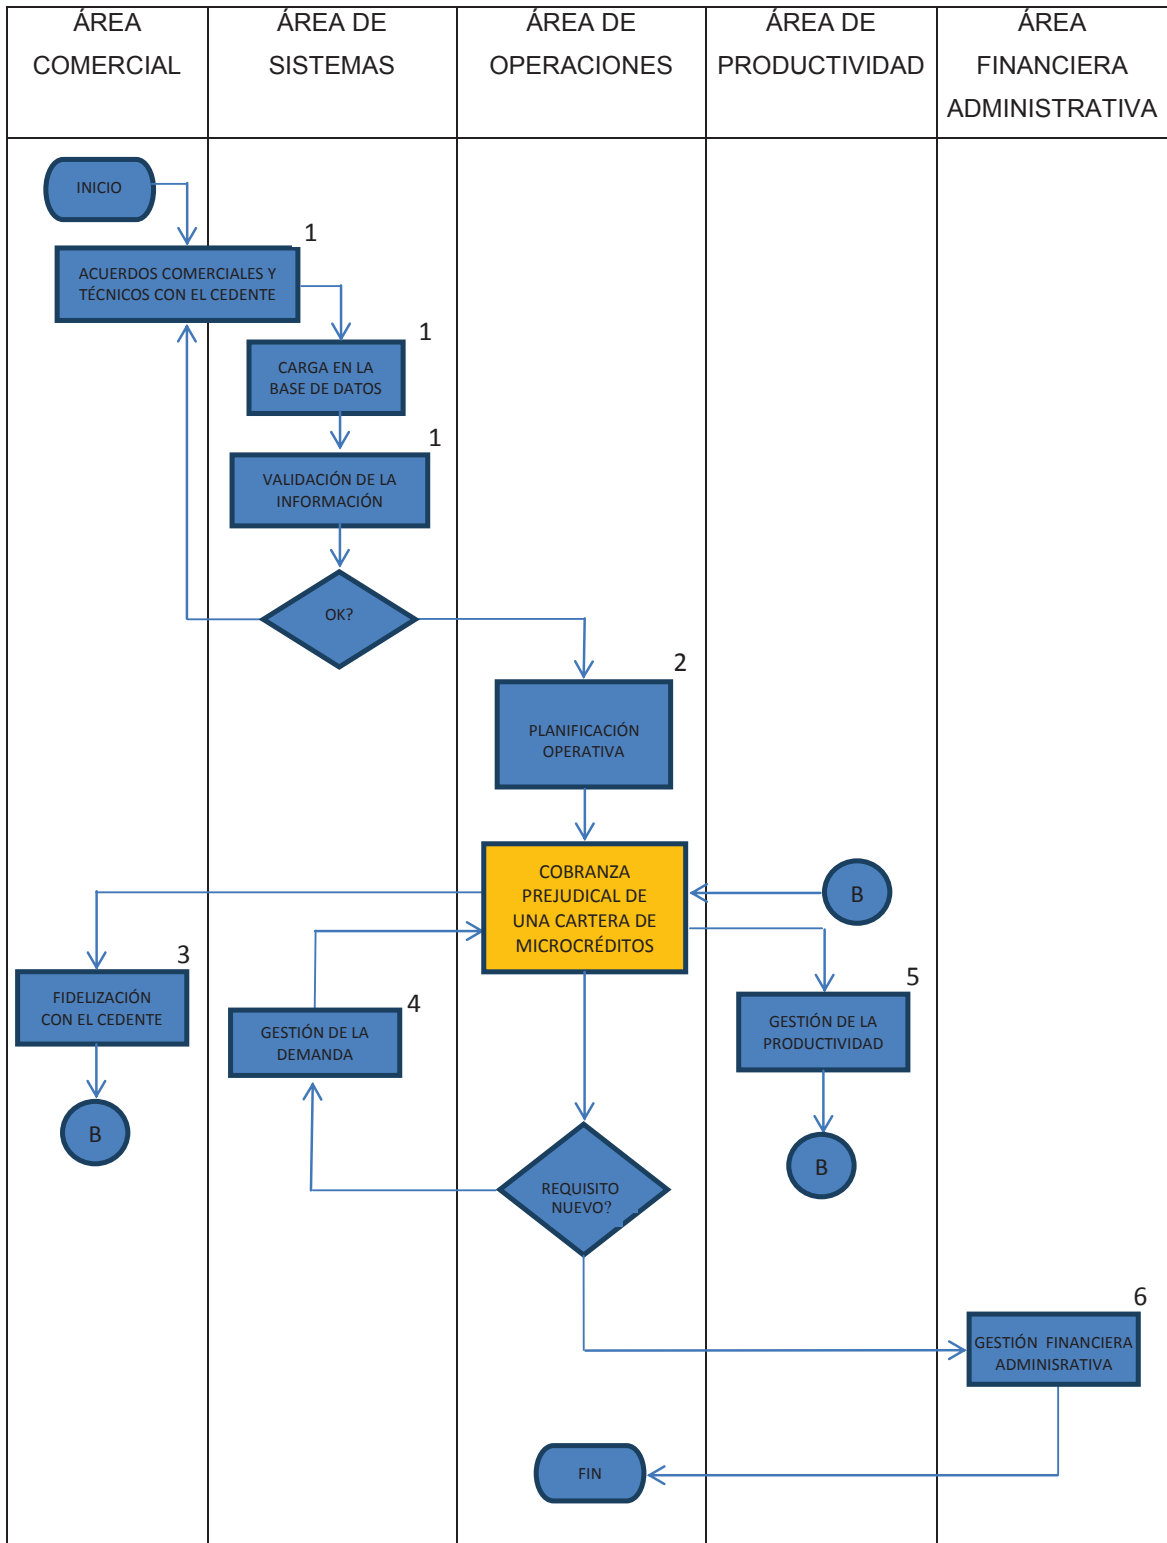 ÁREA
COMERCIAL
ÁREA DE
SISTEMAS
ÁREA DE
OPERACIONES
ÁREA DE
PRODUCTIVIDAD
ÁREA
FINANCIERA
ADMINISTRATIVA
INICIO
1
ACUERDOS COMERCIALES Y
TÉCNICOS CON EL CEDENTE
1
CARGA EN LA
BASE DE DATOS
1
VALIDACIÓN DE LA
INFORMACIÓN
OK?
2
PLANIFICACIÓN
OPERATIVA
COBRANZA
PREJUDICAL DE
UNA CARTERA DE
MICROCRÉDITOS
B
3
FIDELIZACIÓN
CON EL CEDENTE
4
GESTIÓN DE LA
DEMANDA
5
GESTIÓN DE LA
PRODUCTIVIDAD
B
B
REQUISITO
NUEVO?
6
GESTIÓN FINANCIERA
ADMINISRATIVA
FIN